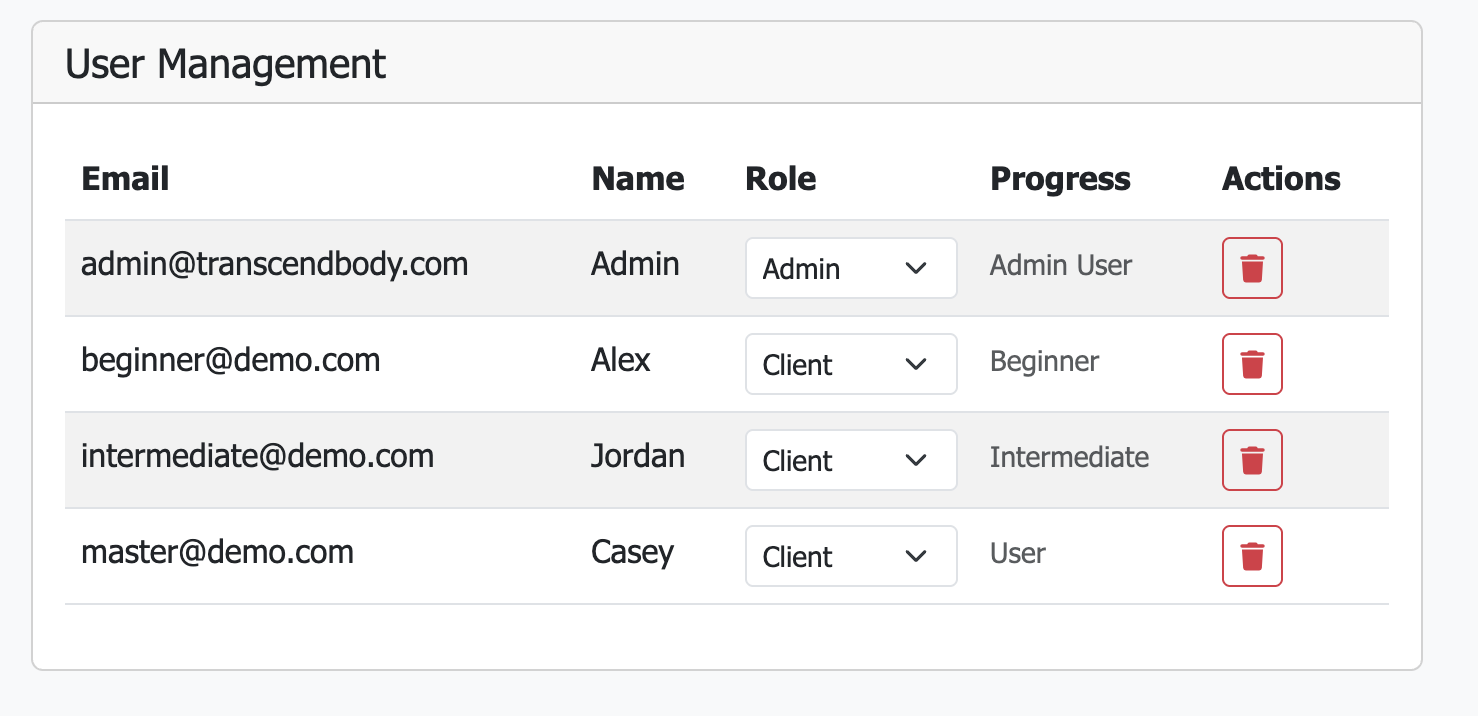 User Management
Email Name Role Progress Actions
admin@transcendbody.com Admin Admin Admin User
beginner@demo.com Alex Client Beginner
intermediate@demo.com Jordan Client Intermediate
master@demo.com Casey Client User